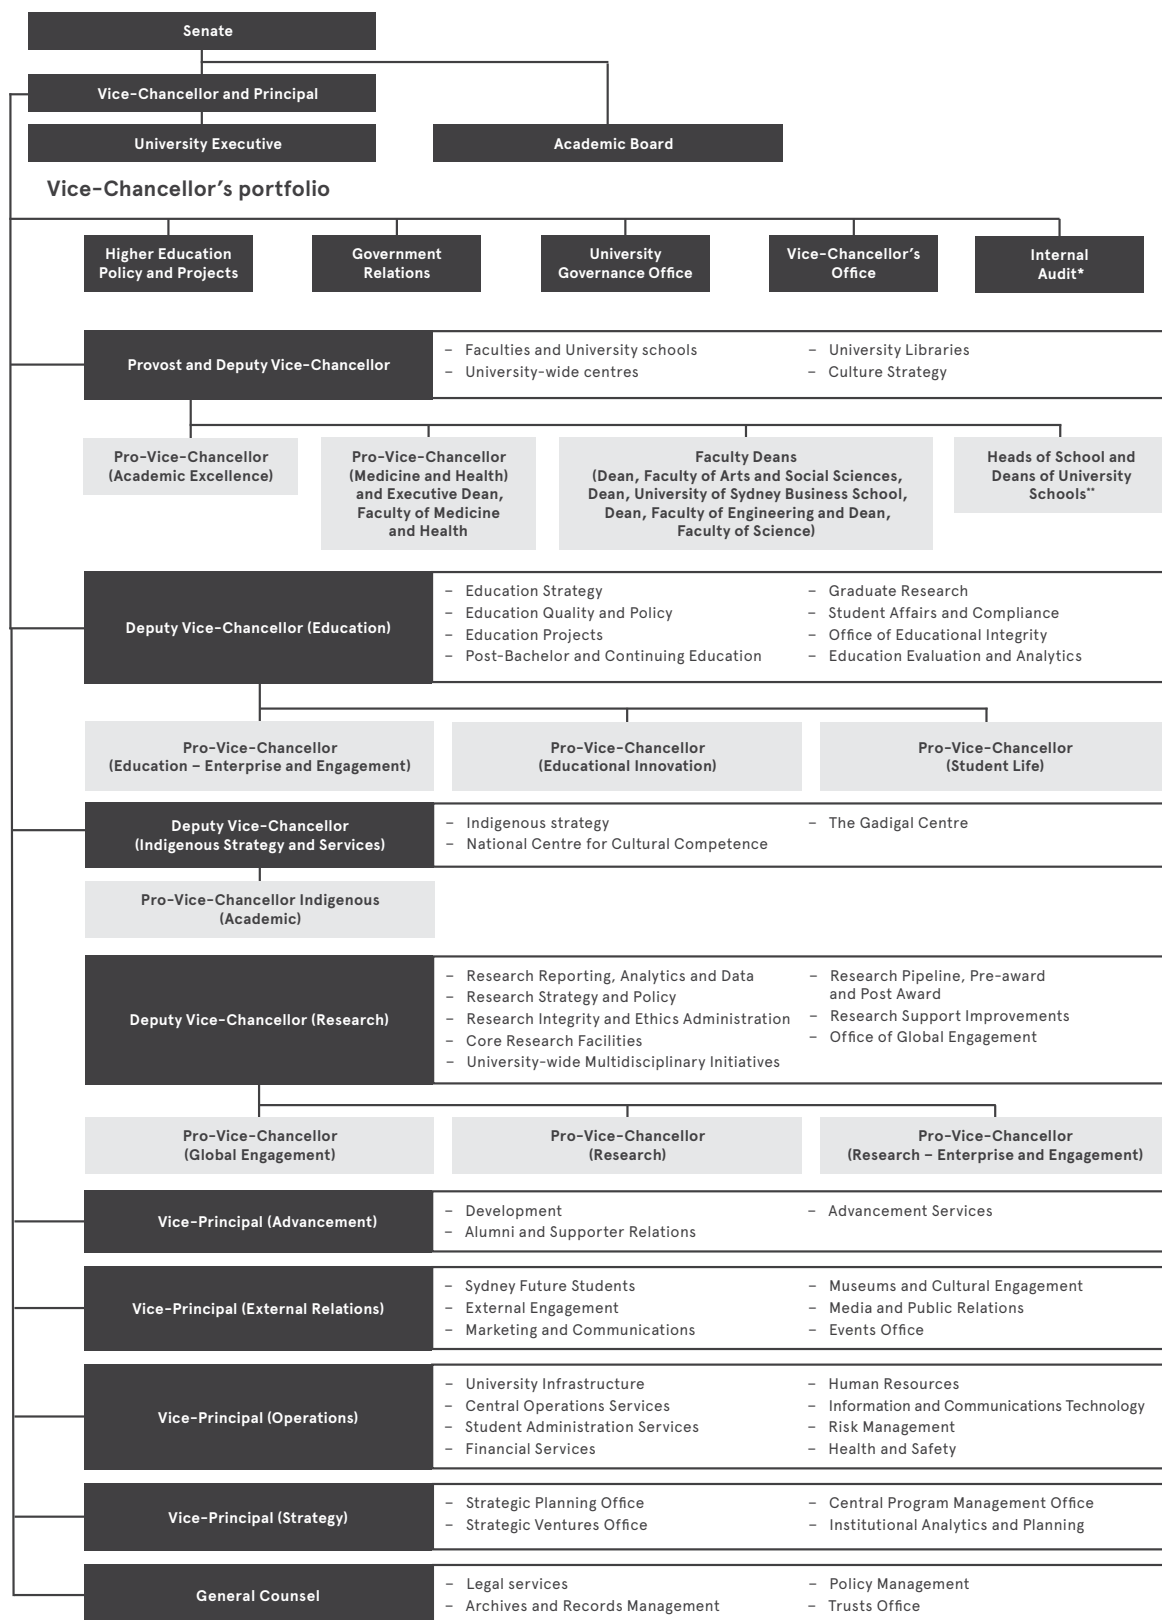 Senate
Vice-Chancellor and Principal
University Executive
Academic Board
Vice-Chancellor’s portfolio
Higher Education
Policy and Projects
Government
Relations
University
Governance Office
Vice-Chancellor’s
Office
Internal
Audit*
Provost and Deputy Vice-Chancellor
– Faculties and University schools
– University-wide centres
– University Libraries
– Culture Strategy
Pro-Vice-Chancellor
(Academic Excellence)
Pro-Vice-Chancellor
(Medicine and Health)
and Executive Dean,
Faculty of Medicine
and Health
Faculty Deans
(Dean, Faculty of Arts and Social Sciences,
Dean, University of Sydney Business School,
Dean, Faculty of Engineering and Dean,
Faculty of Science)
Heads of School and
Deans of University
Schools**
Deputy Vice-Chancellor (Education)
– Education Strategy
– Education Quality and Policy
– Education Projects
– Post-Bachelor and Continuing Education
– Graduate Research
– Student Affairs and Compliance
– Office of Educational Integrity
– Education Evaluation and Analytics
Pro-Vice-Chancellor
(Education – Enterprise and Engagement)
Pro-Vice-Chancellor
(Educational Innovation)
Pro-Vice-Chancellor
(Student Life)
Deputy Vice-Chancellor
(Indigenous Strategy and Services)
– Indigenous strategy
– National Centre for Cultural Competence
– The Gadigal Centre
Pro-Vice-Chancellor Indigenous
(Academic)
Deputy Vice-Chancellor (Research)
– Research Reporting, Analytics and Data
– Research Strategy and Policy
– Research Integrity and Ethics Administration
– Core Research Facilities
– University-wide Multidisciplinary Initiatives
– Research Pipeline, Pre-award
and Post Award
– Research Support Improvements
– Office of Global Engagement
Pro-Vice-Chancellor
(Global Engagement)
Pro-Vice-Chancellor
(Research)
Pro-Vice-Chancellor
(Research – Enterprise and Engagement)
Vice-Principal (Advancement)
– Development
– Alumni and Supporter Relations
– Advancement Services
Vice-Principal (External Relations)
– Sydney Future Students
– External Engagement
– Marketing and Communications
– Museums and Cultural Engagement
– Media and Public Relations
– Events Office
Vice-Principal (Operations)
– University Infrastructure
– Central Operations Services
– Student Administration Services
– Financial Services
– Human Resources
– Information and Communications Technology
– Risk Management
– Health and Safety
Vice-Principal (Strategy)
– Strategic Planning Office
– Strategic Ventures Office
– Central Program Management Office
– Institutional Analytics and Planning
General Counsel
– Legal services
– Archives and Records Management
– Policy Management
– Trusts Office